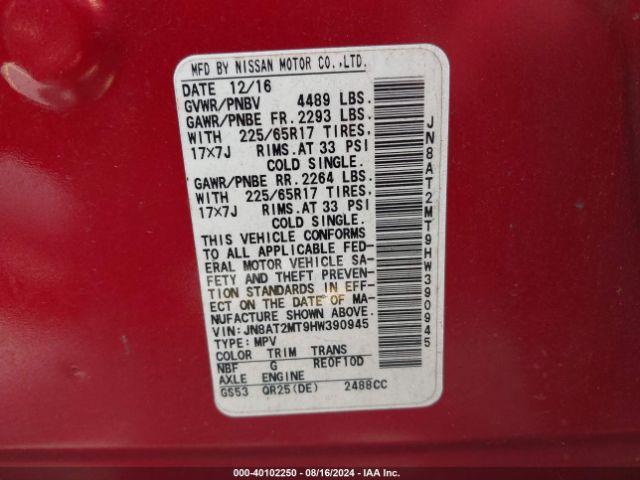 MFD BY NISSAN MOTOR CO.,LTD.
DATE 12/16
GVWR/PNBV 4489 LBS.
GAWR/PNBE FR. 2293 LBS.
WITH 225/65R17 TIRES,
17x7J RIMS.AT 33 PSI
COLD SINGLE.
GAWR/PNBE RR. 2264 LBS.
WITH 225/65R17 TIRES,
17x7J RIMS.AT 33 PSI
COLD SINGLE.
THIS VEHICLE CONFORMS
TO ALL APPLICABLE FED-
ERAL MOTOR VEHICLE SA-
FETY AND THEFT PREVEN-
TION STANDARDS IN EFF-
ECT ON THE DATE OF MA-
NUFACTURE SHOWN ABOVE.
VIN: JN8AT2MT9HW390945
TYPE: MPV
COLOR TRIM TRANS
NBF G RE0F10D
AXLE ENGINE
GS53 QR25(DE) 2488CC
JN8AT2MT9HW390945
000-40102250 - 08/16/2024 - IAA Inc.